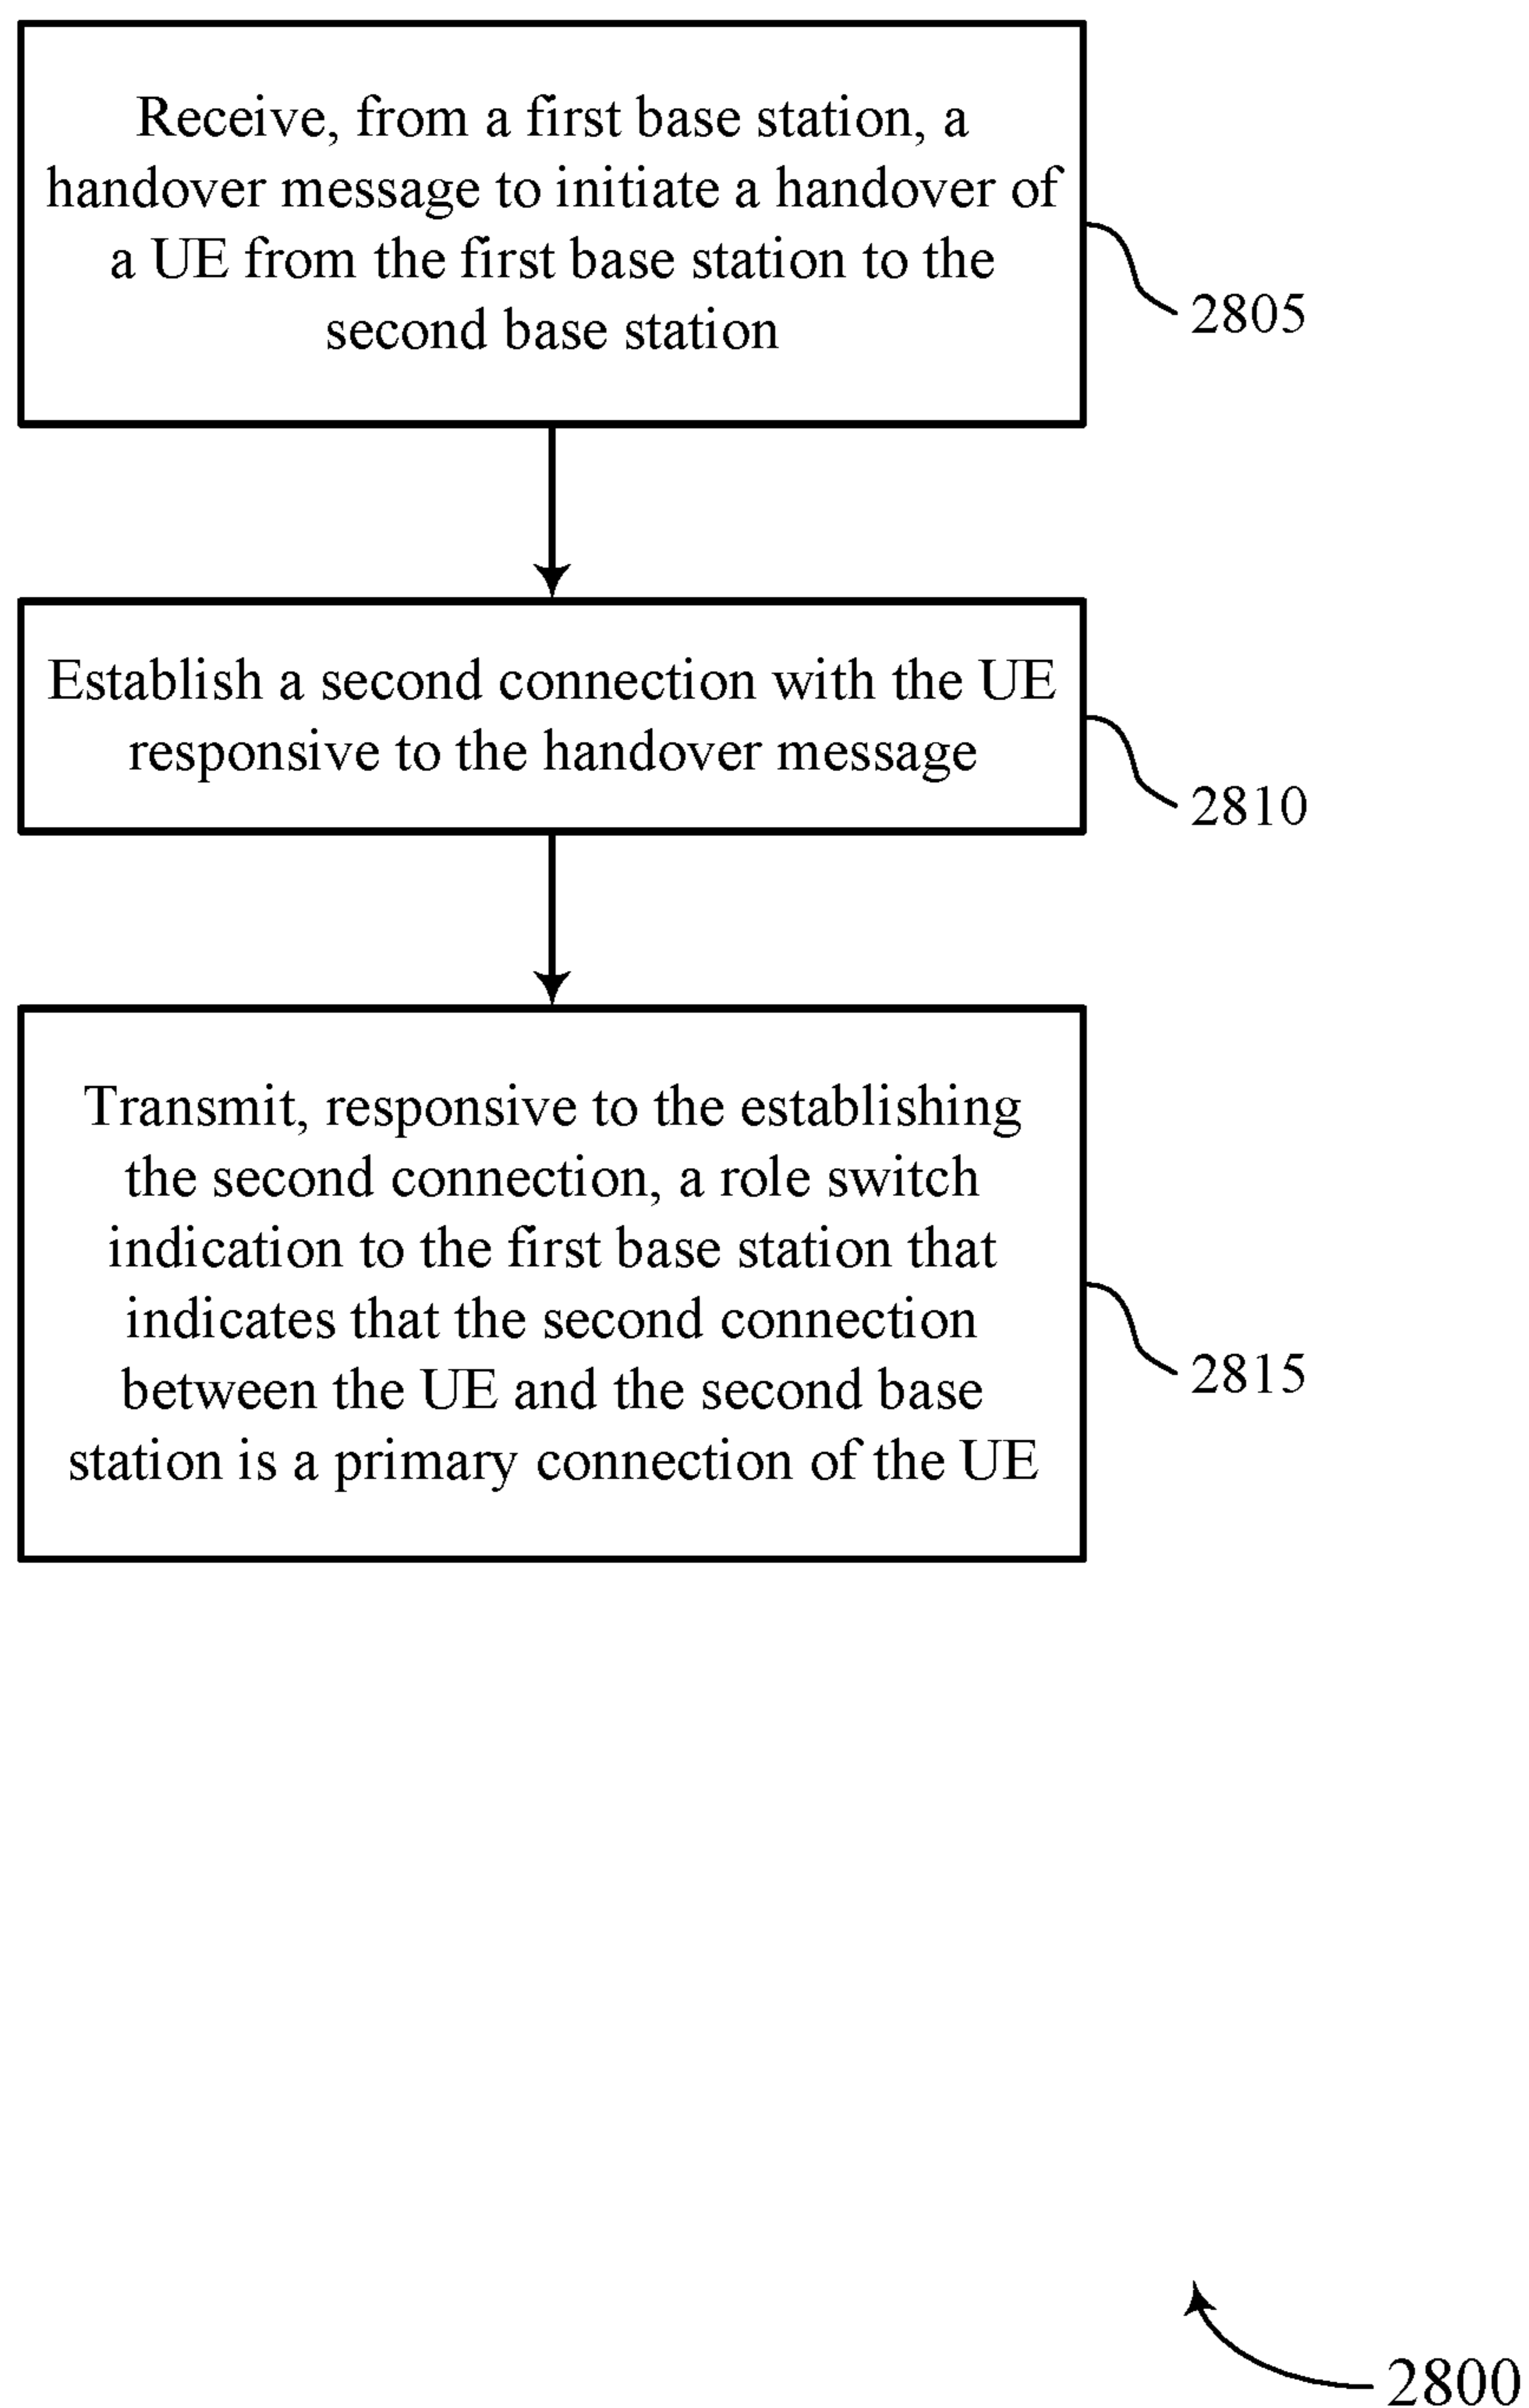 Receive, from a first base station, a
handover message to initiate a handover of
a UE from the first base station to the
second base station
2805
Establish a second connection with the UE
responsive to the handover message
2810
Transmit, responsive to the establishing
the second connection, a role switch
indication to the first base station that
indicates that the second connection
between the UE and the second base
station is a primary connection of the UE
2815
2800